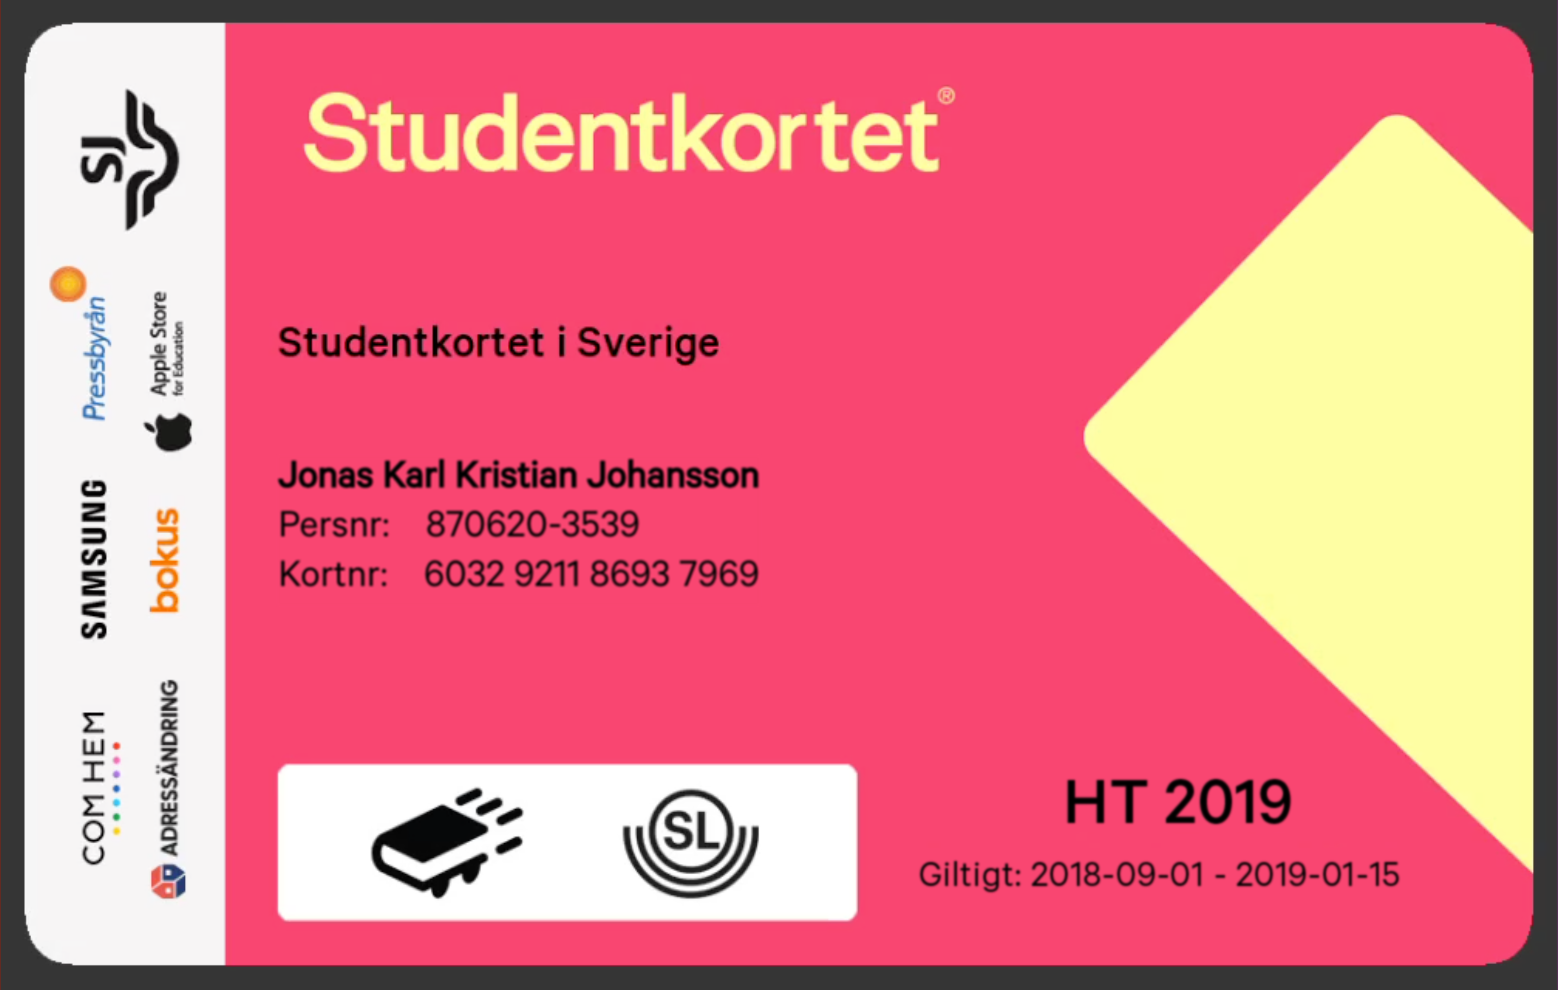 SJ
Pressbyrån
Apple Store
for Education
SAMSUNG
bokus
COM HEM
ADRESSÄNDRING
Studentkortet®
Studentkortet i Sverige
Jonas Karl Kristian Johansson
Persnr: 870620-3539
Kortnr: 6032 9211 8693 7969
SL
HT 2019
Giltigt: 2018-09-01 - 2019-01-15